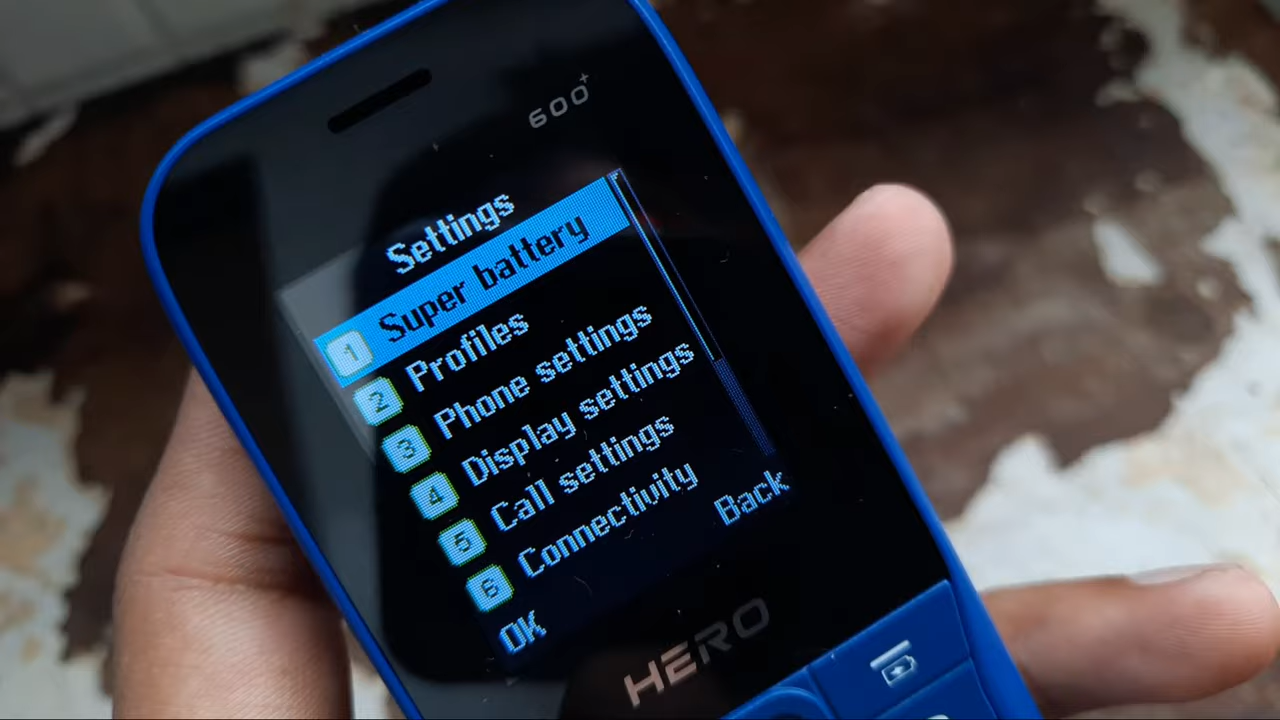 600+
Settings
1 Super battery
2 Profiles
3 Phone settings
4 Display settings
5 Call settings
6 Connectivity
OK Back
HERO